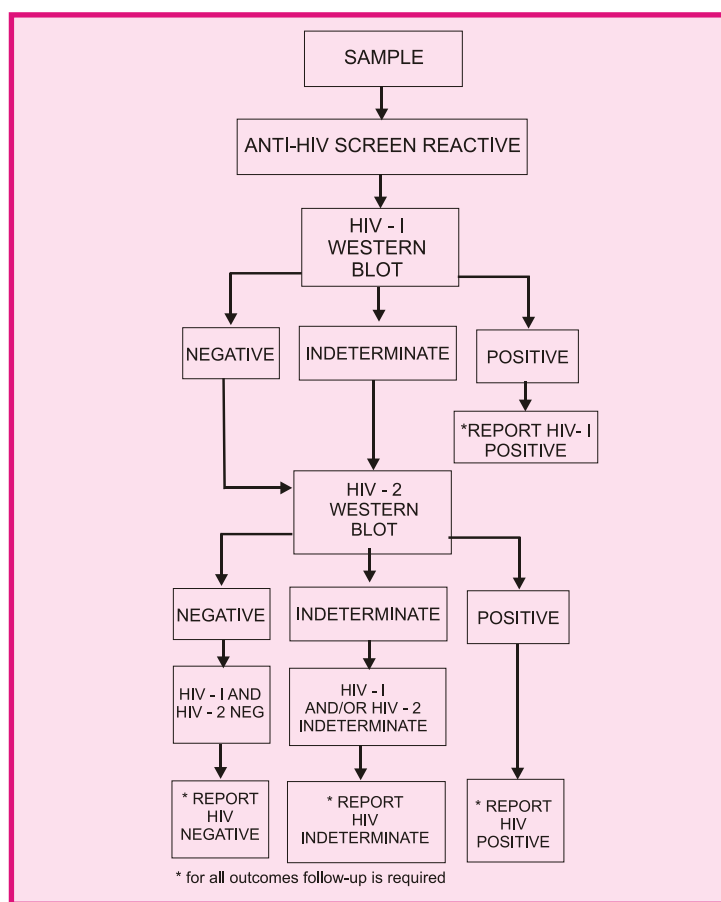 SAMPLE
ANTI-HIV SCREEN REACTIVE
HIV - I
WESTERN
BLOT
NEGATIVE
INDETERMINATE
POSITIVE
*REPORT HIV- I
POSITIVE
HIV - 2
WESTERN
BLOT
NEGATIVE
INDETERMINATE
POSITIVE
HIV - I AND
HIV - 2 NEG
HIV - I
AND/OR HIV - 2
INDETERMINATE
* REPORT
HIV
NEGATIVE
* REPORT
HIV
INDETERMINATE
* REPORT
HIV
POSITIVE
* for all outcomes follow-up is required